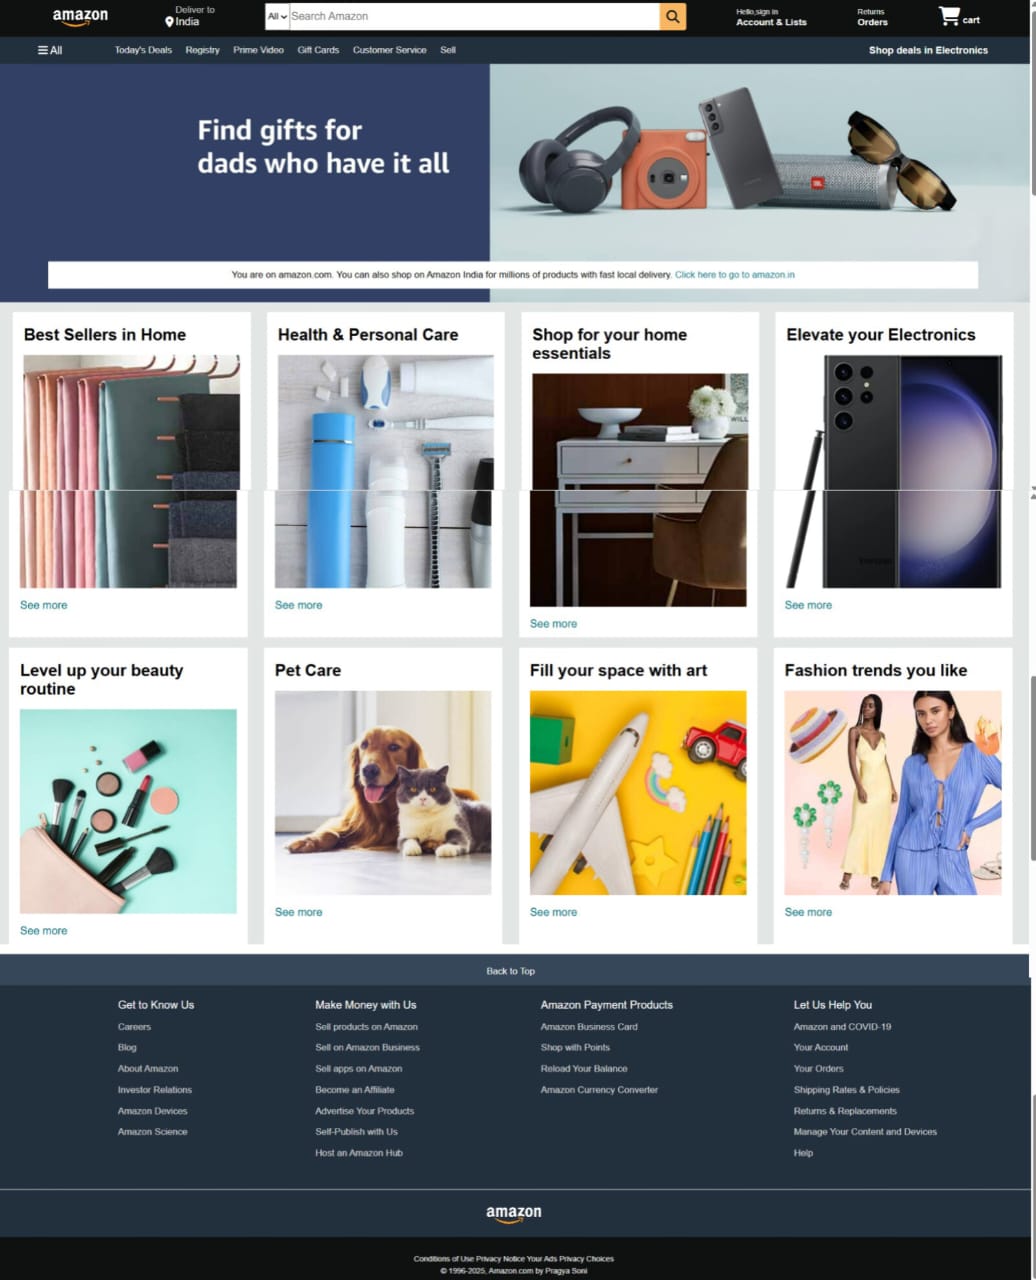 amazon
Deliver to
India
All
Search Amazon
Hello,sign in
Account & Lists
Returns
Orders
cart
All
Today's Deals
Registry
Prime Video
Gift Cards
Customer Service
Sell
Shop deals in Electronics
Find gifts for
dads who have it all
JBL
You are on amazon.com. You can also shop on Amazon India for millions of products with fast local delivery. Click here to go to amazon.in
Best Sellers in Home
Health & Personal Care
Shop for your home
essentials
Elevate your Electronics
WILL
See more
See more
See more
See more
Level up your beauty
routine
Pet Care
Fill your space with art
Fashion trends you like
See more
See more
See more
See more
Back to Top
Get to Know Us
Careers
Blog
About Amazon
Investor Relations
Amazon Devices
Amazon Science
Make Money with Us
Sell products on Amazon
Sell on Amazon Business
Sell apps on Amazon
Become an Affiliate
Advertise Your Products
Self-Publish with Us
Host an Amazon Hub
Amazon Payment Products
Amazon Business Card
Shop with Points
Reload Your Balance
Amazon Currency Converter
Let Us Help You
Amazon and COVID-19
Your Account
Your Orders
Shipping Rates & Policies
Returns & Replacements
Manage Your Content and Devices
Help
amazon
Conditions of Use Privacy Notice Your Ads Privacy Choices
© 1996-2025, Amazon.com by Pragya Soni